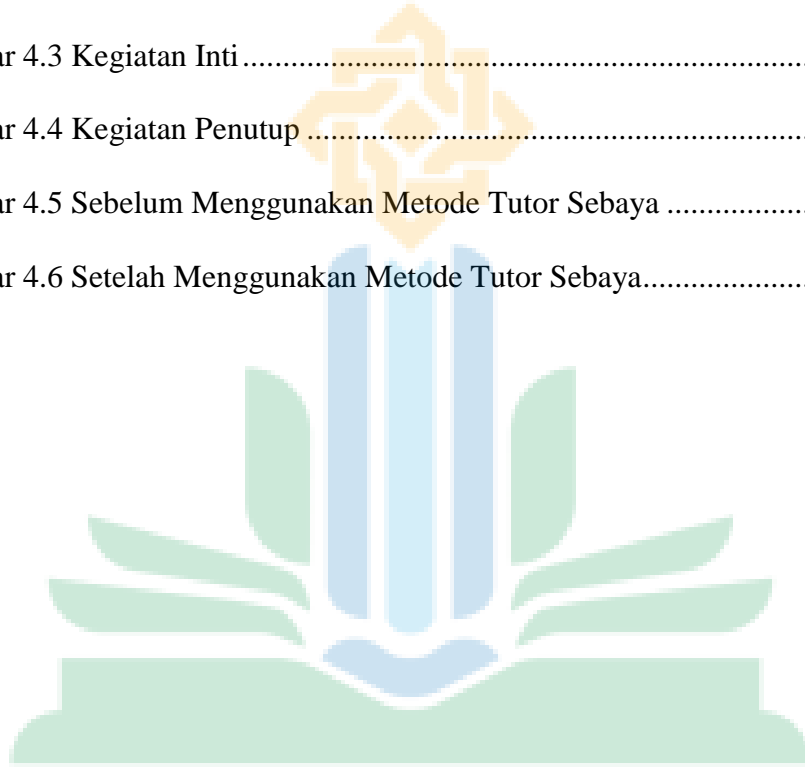 ar 4.3 Kegiatan Inti......................................................................
ar 4.4 Kegiatan Penutup ..............................................................
ar 4.5 Sebelum Menggunakan Metode Tutor Sebaya ..................
ar 4.6 Setelah Menggunakan Metode Tutor Sebaya.....................